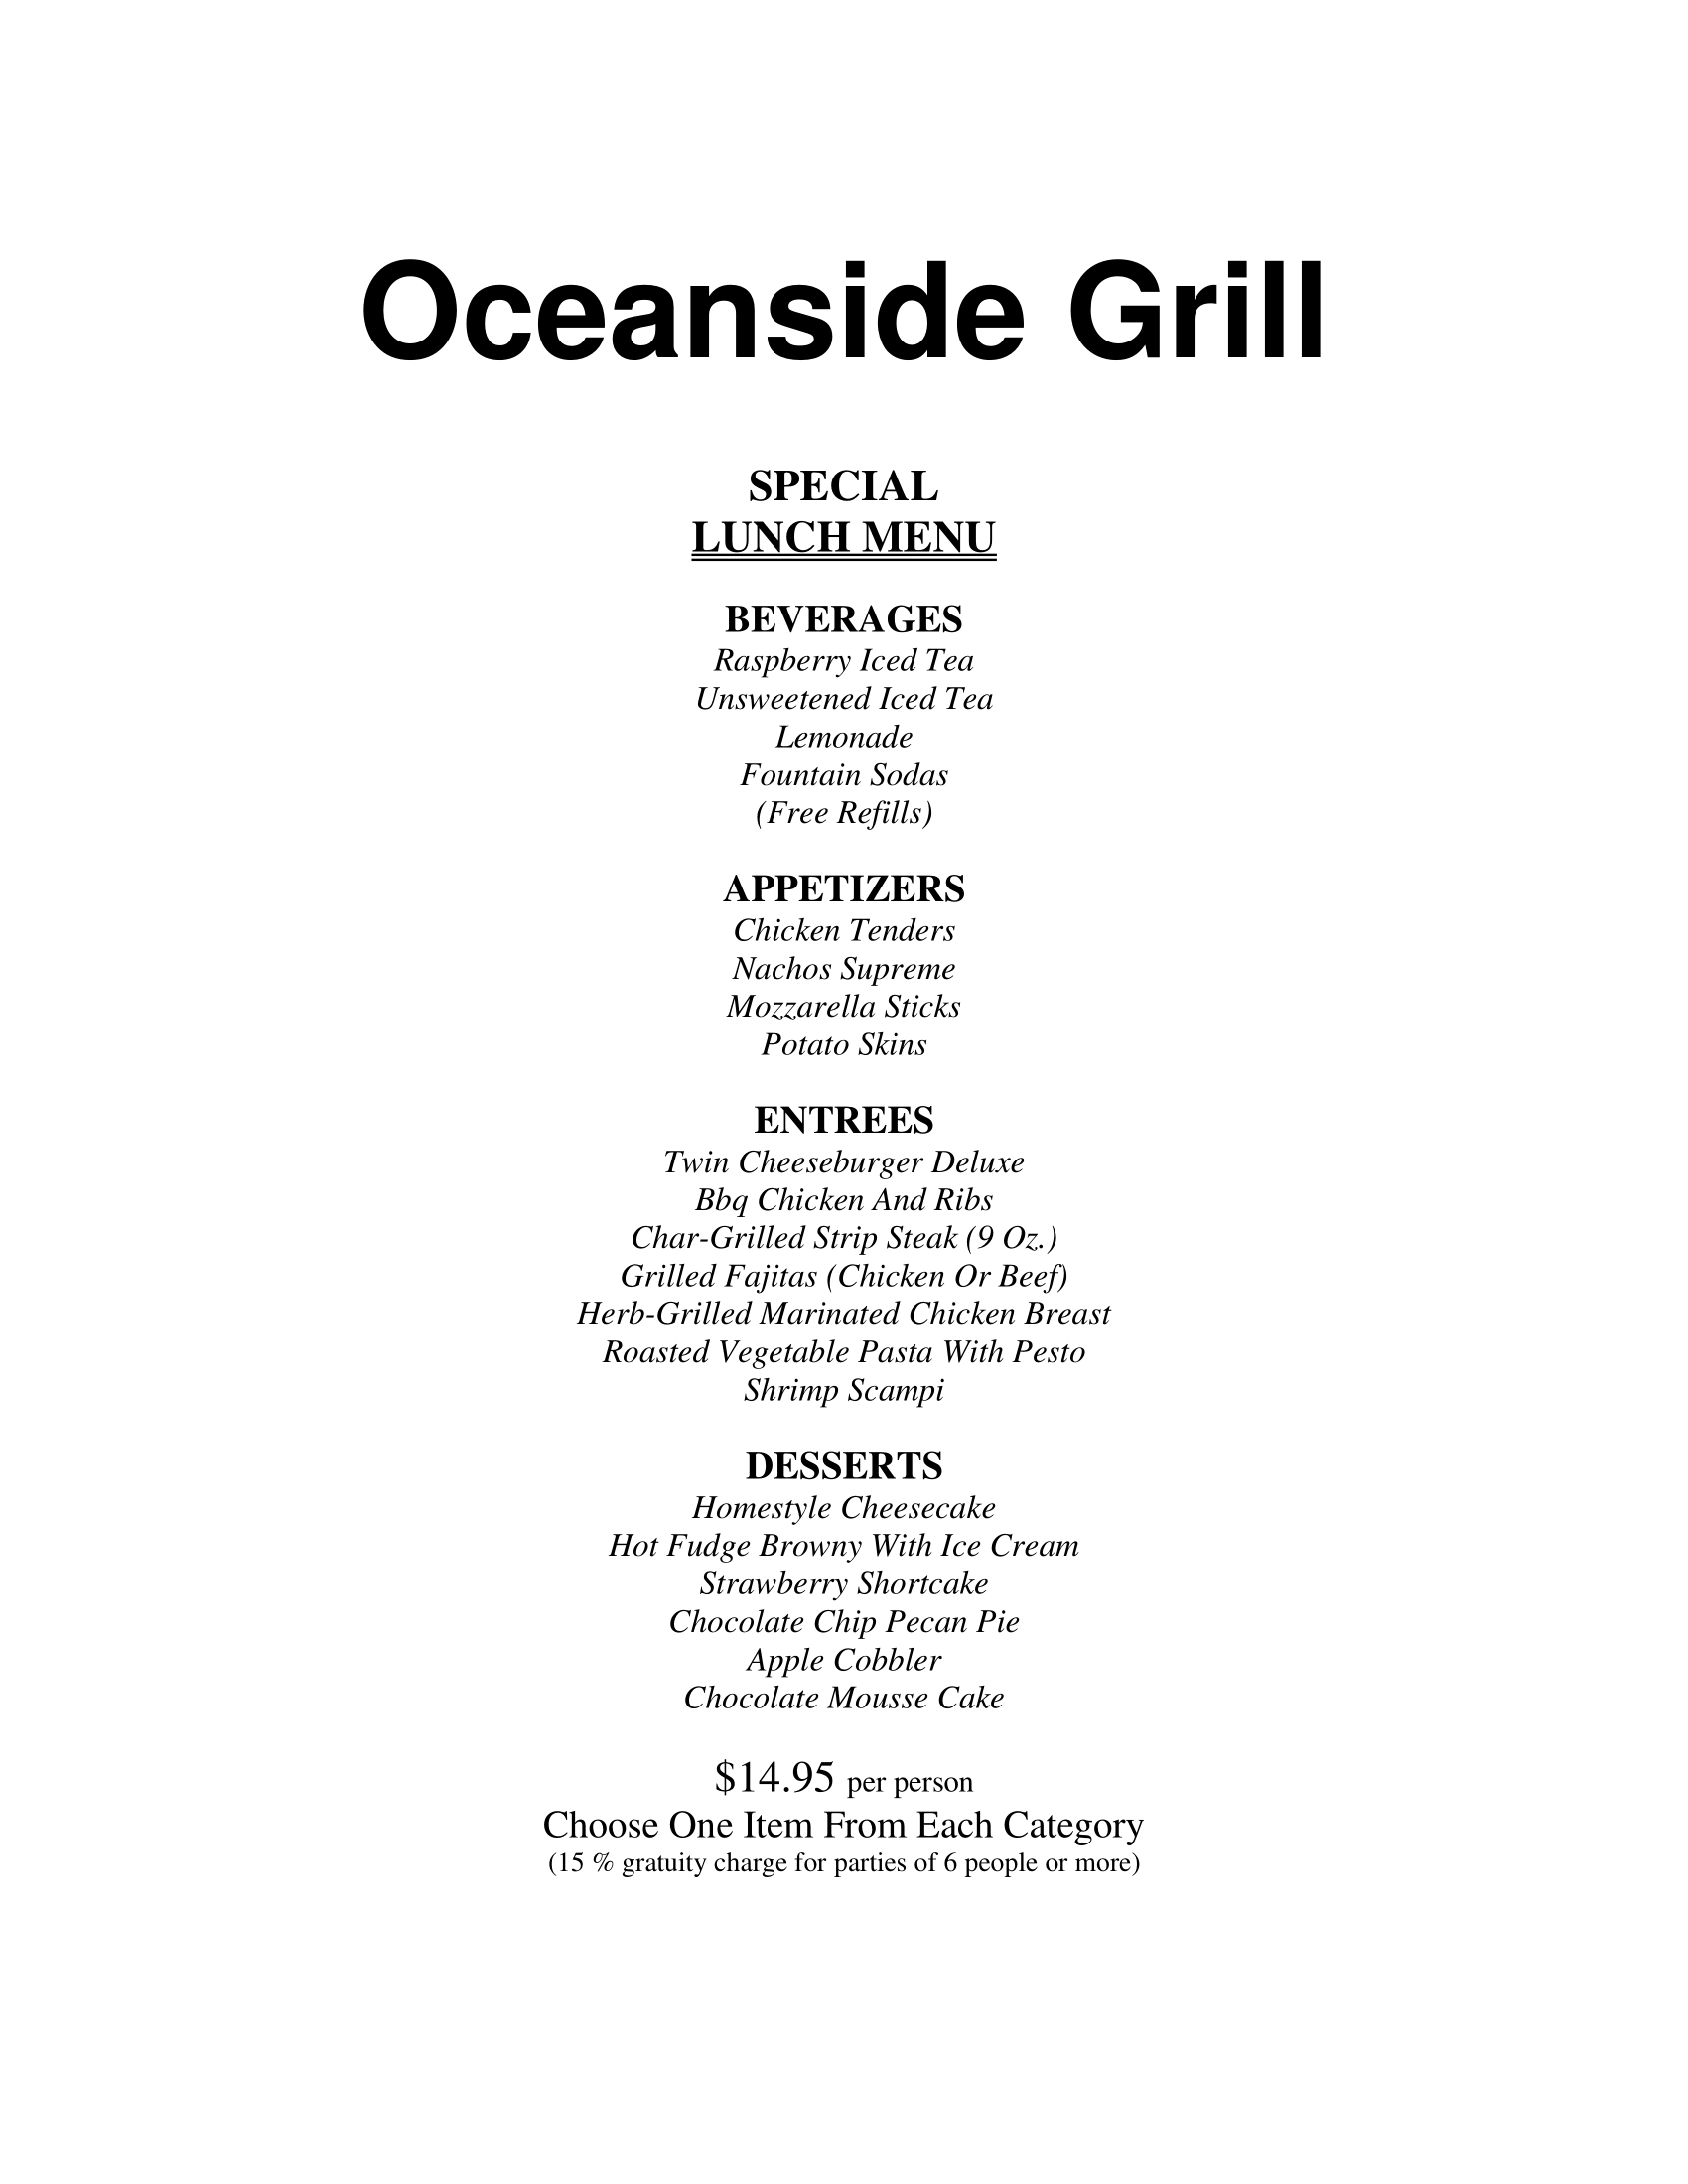 Oceanside Grill
SPECIAL
LUNCH MENU
BEVERAGES
Raspberry Iced Tea
Unsweetened Iced Tea
Lemonade
Fountain Sodas
(Free Refills)
APPETIZERS
Chicken Tenders
Nachos Supreme
Mozzarella Sticks
Potato Skins
ENTREES
Twin Cheeseburger Deluxe
Bbq Chicken And Ribs
Char-Grilled Strip Steak (9 Oz.)
Grilled Fajitas (Chicken Or Beef)
Herb-Grilled Marinated Chicken Breast
Roasted Vegetable Pasta With Pesto
Shrimp Scampi
DESSERTS
Homestyle Cheesecake
Hot Fudge Browny With Ice Cream
Strawberry Shortcake
Chocolate Chip Pecan Pie
Apple Cobbler
Chocolate Mousse Cake
$14.95 per person
Choose One Item From Each Category
(15 % gratuity charge for parties of 6 people or more)